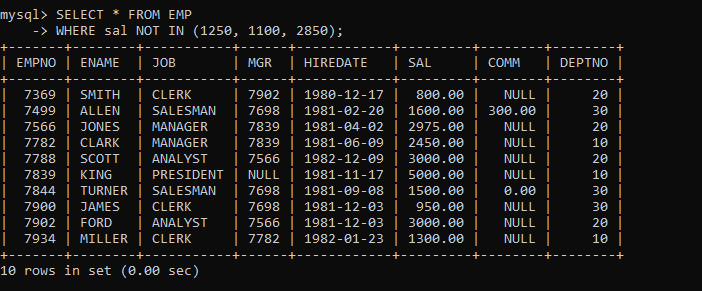 mysql> SELECT * FROM EMP
    -> WHERE sal NOT IN (1250, 1100, 2850);
+-------+--------+-----------+------+------------+---------+--------+--------+
| EMPNO | ENAME  | JOB       | MGR  | HIREDATE   | SAL     | COMM   | DEPTNO |
+-------+--------+-----------+------+------------+---------+--------+--------+
|  7369 | SMITH  | CLERK     | 7902 | 1980-12-17 |  800.00 |   NULL |     20 |
|  7499 | ALLEN  | SALESMAN  | 7698 | 1981-02-20 | 1600.00 | 300.00 |     30 |
|  7566 | JONES  | MANAGER   | 7839 | 1981-04-02 | 2975.00 |   NULL |     20 |
|  7782 | CLARK  | MANAGER   | 7839 | 1981-06-09 | 2450.00 |   NULL |     10 |
|  7788 | SCOTT  | ANALYST   | 7566 | 1982-12-09 | 3000.00 |   NULL |     20 |
|  7839 | KING   | PRESIDENT | NULL | 1981-11-17 | 5000.00 |   NULL |     10 |
|  7844 | TURNER | SALESMAN  | 7698 | 1981-09-08 | 1500.00 |   0.00 |     30 |
|  7900 | JAMES  | CLERK     | 7698 | 1981-12-03 |  950.00 |   NULL |     30 |
|  7902 | FORD   | ANALYST   | 7566 | 1981-12-03 | 3000.00 |   NULL |     20 |
|  7934 | MILLER | CLERK     | 7782 | 1982-01-23 | 1300.00 |   NULL |     10 |
+-------+--------+-----------+------+------------+---------+--------+--------+
10 rows in set (0.00 sec)